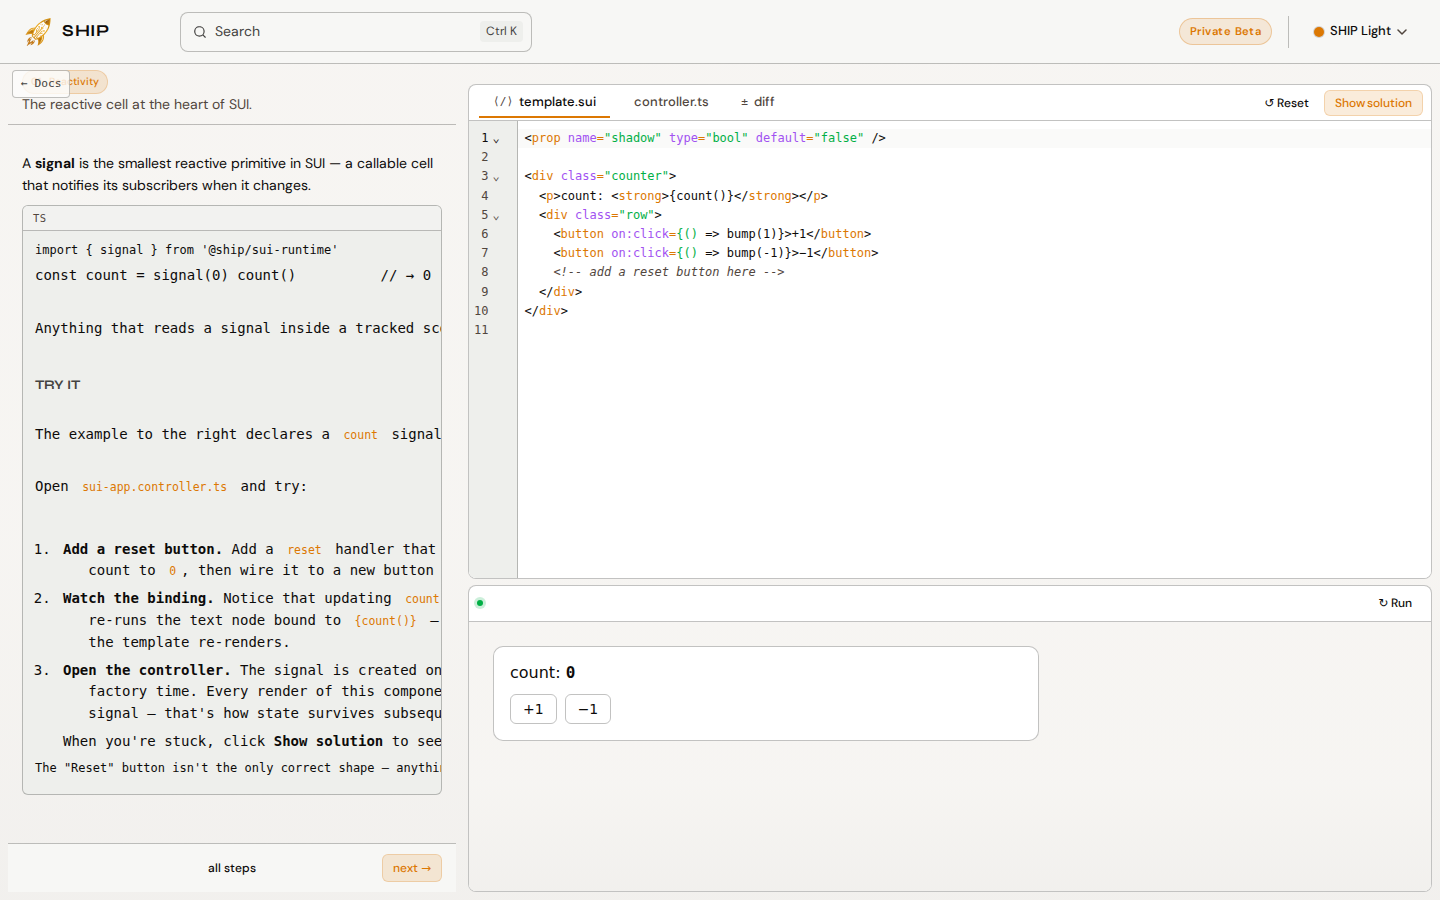 SHIP
Search
Ctrl K
Private Beta
SHIP Light
← Docs
The reactive cell at the heart of SUI.
A signal is the smallest reactive primitive in SUI — a callable cell
that notifies its subscribers when it changes.
TS
import { signal } from '@ship/sui-runtime'
const count = signal(0) count()          // → 0
Anything that reads a signal inside a tracked
TRY IT
The example to the right declares a count signal
Open sui-app.controller.ts and try:
1. Add a reset button. Add a reset handler that
count to 0, then wire it to a new button
2. Watch the binding. Notice that updating count
re-runs the text node bound to {count()} —
the template re-renders.
3. Open the controller. The signal is created on
factory time. Every render of this
signal — that's how state survives
When you're stuck, click Show solution to see
The "Reset" button isn't the only correct shape —
all steps
next →
⟨/⟩ template.sui
controller.ts
± diff
↺ Reset
Show solution
1 <prop name="shadow" type="bool" default="false" />
2
3 <div class="counter">
4   <p>count: <strong>{count()}</strong></p>
5   <div class="row">
6     <button on:click={() => bump(1)}>+1</button>
7     <button on:click={() => bump(-1)}>−1</button>
8     <!-- add a reset button here -->
9   </div>
10 </div>
11
↻ Run
count: 0
+1
−1